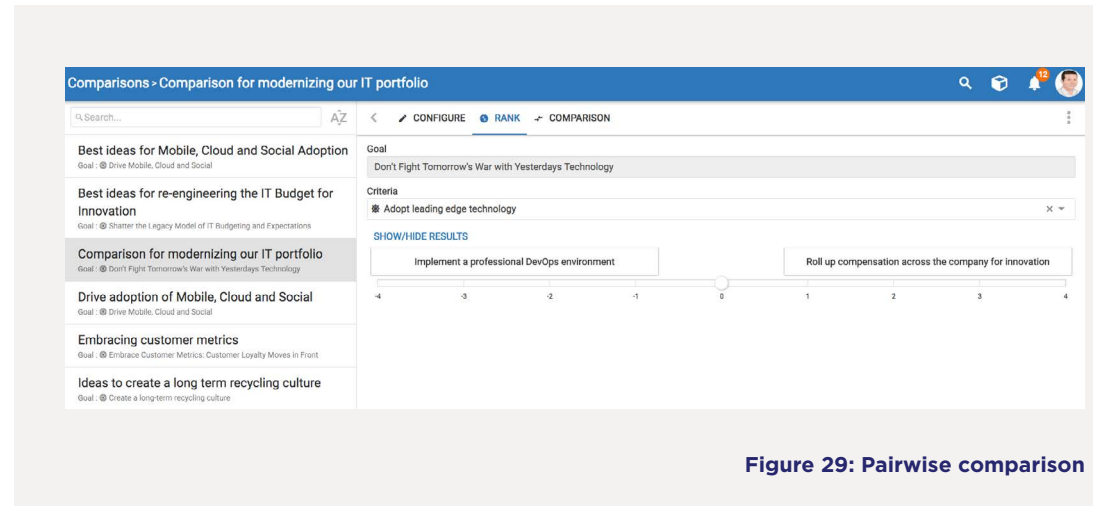 Comparisons > Comparison for modernizing our IT portfolio
12
Search...
AZ
CONFIGURE
RANK
COMPARISON
Best ideas for Mobile, Cloud and Social Adoption
Goal : Drive Mobile, Cloud and Social
Best ideas for re-engineering the IT Budget for
Innovation
Goal : Shatter the Legacy Model of IT Budgeting and Expectations
Comparison for modernizing our IT portfolio
Goal : Don't Fight Tomorrow's War with Yesterdays Technology
Drive adoption of Mobile, Cloud and Social
Goal : Drive Mobile, Cloud and Social
Embracing customer metrics
Goal : Embrace Customer Metrics: Customer Loyalty Moves in Front
Ideas to create a long term recycling culture
Goal : Create a long-term recycling culture
Goal
Don't Fight Tomorrow's War with Yesterdays Technology
Criteria
Adopt leading edge technology
SHOW/HIDE RESULTS
Implement a professional DevOps environment
Roll up compensation across the company for innovation
-4 -3 -2 -1 0 1 2 3 4
Figure 29: Pairwise comparison